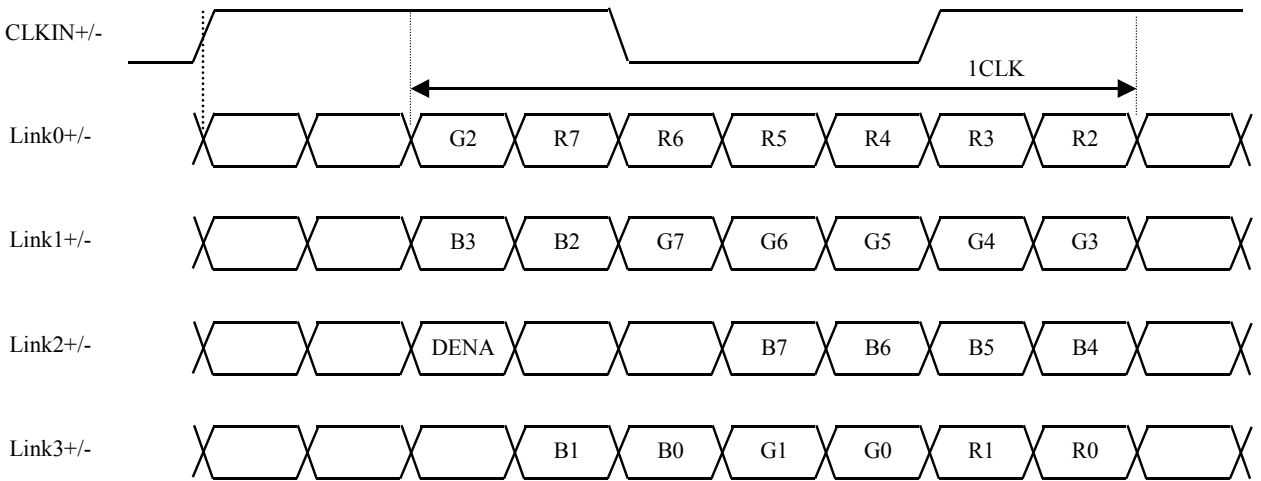 CLKIN+/-
1CLK
Link0+/- G2 R7 R6 R5 R4 R3 R2
Link1+/- B3 B2 G7 G6 G5 G4 G3
Link2+/- DENA B7 B6 B5 B4
Link3+/- B1 B0 G1 G0 R1 R0